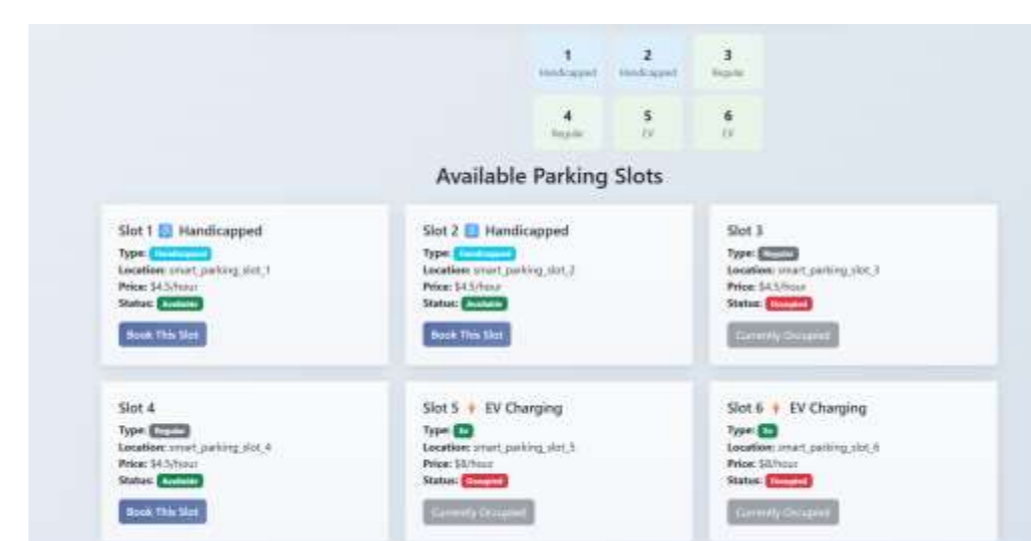 1 2 3
Handicapped Handicapped Regular
4 5 6
Regular EV EV
Available Parking Slots
Slot 1 Handicapped
Type: Handicapped
Location: smart_parking_slot_1
Price: $4.5/hour
Status: Available
Book This Slot
Slot 2 Handicapped
Type: Handicapped
Location: smart_parking_slot_2
Price: $4.5/hour
Status: Available
Book This Slot
Slot 3
Type: Regular
Location: smart_parking_slot_3
Price: $4.5/hour
Status: Occupied
Currently Occupied
Slot 4
Type: Regular
Location: smart_parking_slot_4
Price: $4.5/hour
Status: Available
Book This Slot
Slot 5 EV Charging
Type: Ev
Location: smart_parking_slot_5
Price: $8/hour
Status: Occupied
Currently Occupied
Slot 6 EV Charging
Type: Ev
Location: smart_parking_slot_6
Price: $8/hour
Status: Occupied
Currently Occupied